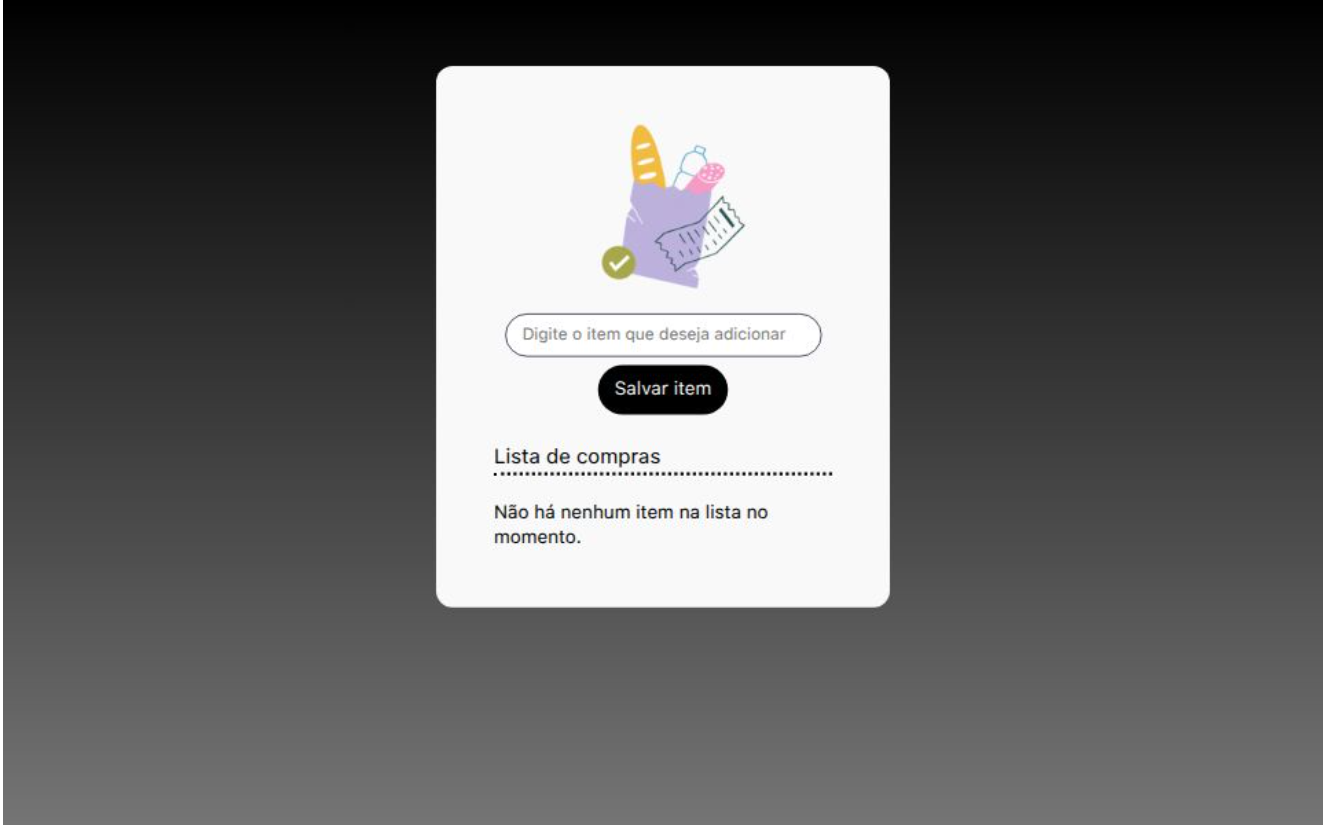 Digite o item que deseja adicionar
Salvar item
Lista de compras
Não há nenhum item na lista no
momento.